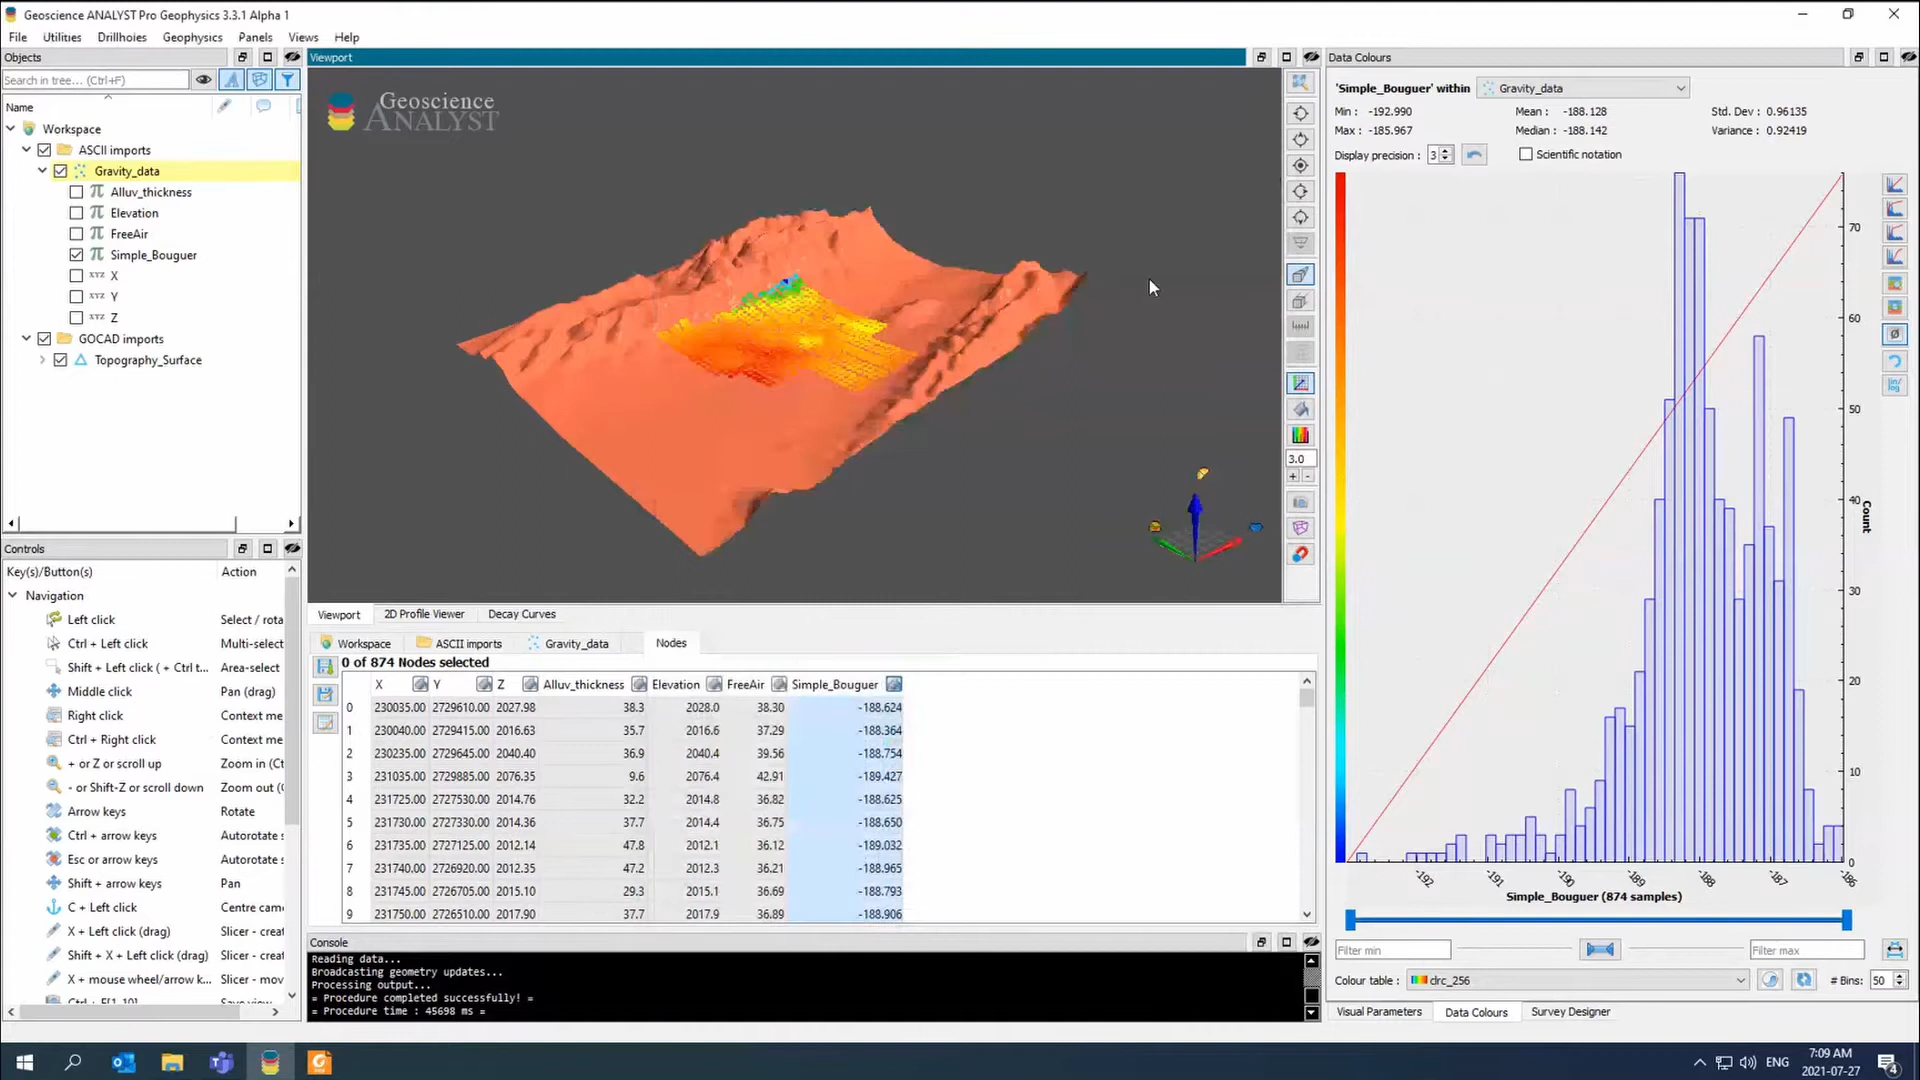 Geoscience ANALYST Pro Geophysics 3.3.1 Alpha 1
File Utilities Drillholes Geophysics Panels Views Help
Objects
Search in tree... (Ctrl+F)
Name
Workspace
ASCII imports
Gravity_data
Alluv_thickness
Elevation
FreeAir
Simple_Bouguer
XYZ X
XYZ Y
XYZ Z
GOCAD imports
Topography_Surface
Controls
Key(s)/Button(s) Action
Navigation
Left click Select / rota
Ctrl + Left click Multi-select
Shift + Left click ( + Ctrl t... Area-select
Middle click Pan (drag)
Right click Context me
Ctrl + Right click Context me
+ or Z or scroll up Zoom in (Ct
- or Shift-Z or scroll down Zoom out (
Arrow keys Rotate
Ctrl + arrow keys Autorotate s
Esc or arrow keys Autorotate s
Shift + arrow keys Pan
C + Left click Centre cam
X + Left click (drag) Slicer - creat
Shift + X + Left click (drag) Slicer - creat
X + mouse wheel/arrow k... Slicer - mov
Viewport
Geoscience
ANALYST
3.0
+ -
Viewport 2D Profile Viewer Decay Curves
Workspace ASCII imports Gravity_data Nodes
0 of 874 Nodes selected
X Y Z Alluv_thickness Elevation FreeAir Simple_Bouguer
0 230035.00 2729610.00 2027.98 38.3 2028.0 38.30 -188.624
1 230040.00 2729415.00 2016.63 35.7 2016.6 37.29 -188.364
2 230235.00 2729645.00 2040.40 36.9 2040.4 39.56 -188.754
3 231035.00 2729885.00 2076.35 9.6 2076.4 42.91 -189.427
4 231725.00 2727530.00 2014.76 32.2 2014.8 36.82 -188.625
5 231730.00 2727330.00 2014.36 37.7 2014.4 36.75 -188.650
6 231735.00 2727125.00 2012.14 47.8 2012.1 36.12 -189.032
7 231740.00 2726920.00 2012.35 47.2 2012.3 36.21 -188.965
8 231745.00 2726705.00 2015.10 29.3 2015.1 36.69 -188.793
9 231750.00 2726510.00 2017.90 37.7 2017.9 36.89 -188.906
Console
Reading data...
Broadcasting geometry updates...
Processing output...
= Procedure completed successfully! =
= Procedure time : 45698 ms =
Data Colours
'Simple_Bouguer' within Gravity_data
Min : -192.990 Mean : -188.128 Std. Dev : 0.96135
Max : -185.967 Median : -188.142 Variance : 0.92419
Display precision : 3 Scientific notation
70
60
50
40
30
20
10
0
Count
-192 -191 -190 -189 -188 -187 -186
Simple_Bouguer (874 samples)
Filter min Filter max
Colour table : clrc_256 # Bins: 50
Visual Parameters Data Colours Survey Designer
ENG
7:09 AM
2021-07-27
4